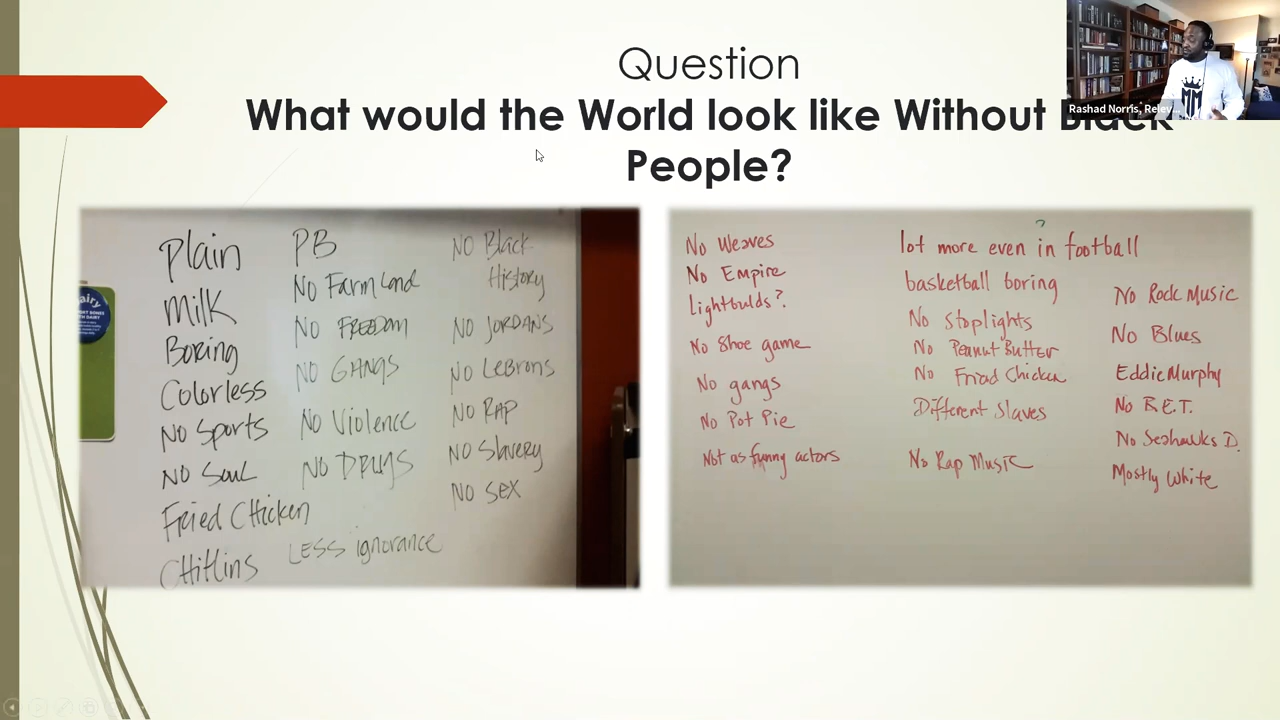 Question
What would the World look like Without Black
People?
Rashad Norris, Relev
Plain
Milk
Boring
Colorless
No Sports
No Soul
Fried Chicken
CHitlins
PB
No Farm Land
No FREEDOM
No GANGS
No Violence
No DRUGS
LESS ignorance
No Black
History
No JORDANS
No LeBrons
No RAP
No Slavery
No SEX
No Weaves
No Empire
Lightbulds?
No Shoe game
No gangs
No Pot Pie
Not as funny actors
?
lot more even in football
basketball boring
No Stoplights
No Peanut Butter
No Fried Chicken
Different Slaves
No Rap Music
No Rock Music
No Blues
Eddie Murphy
No B.E.T.
No Seahawks D.
Mostly White